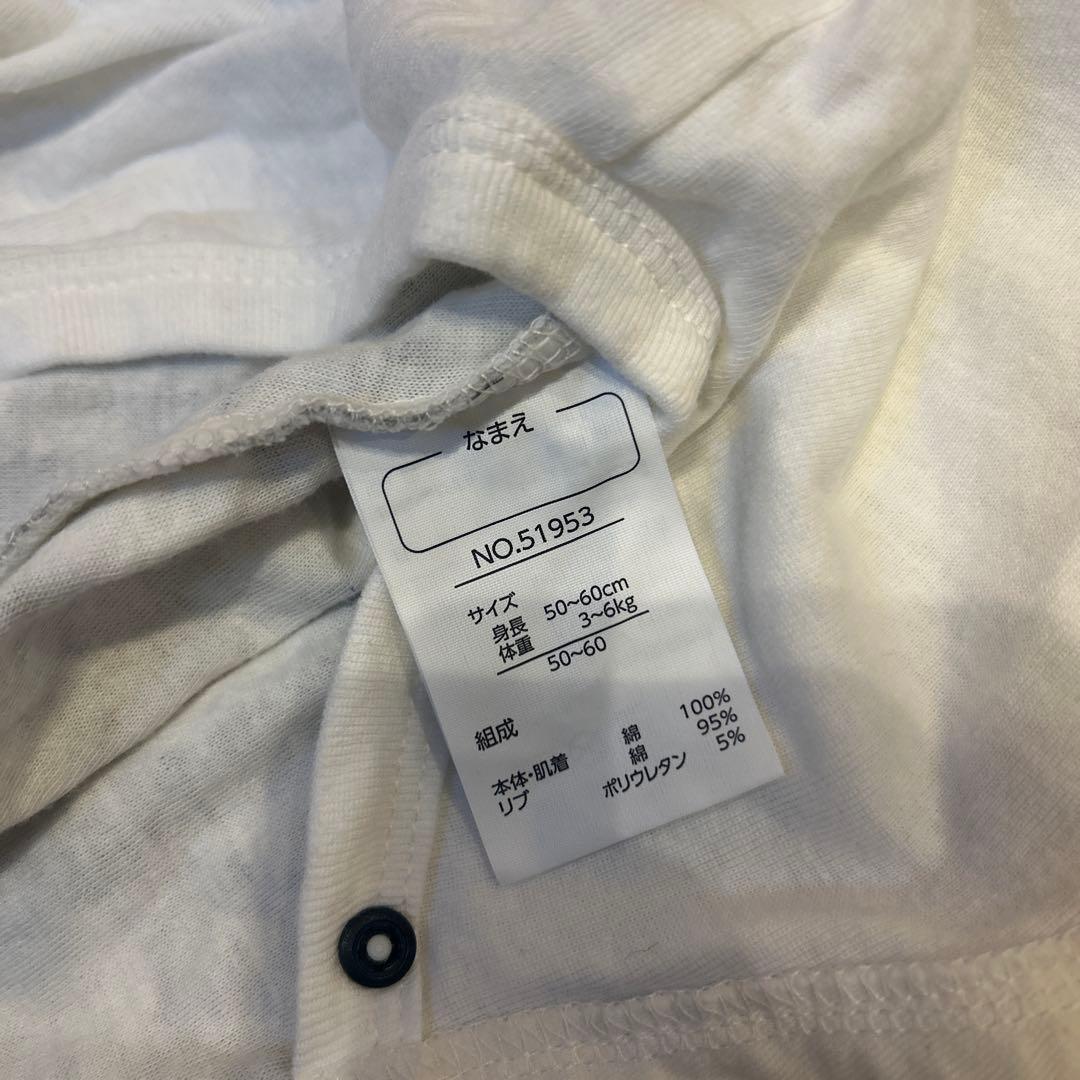 なまえ
NO.51953
サイズ
身長 50~60cm
体重 3~6kg
50~60
組成
本体・肌着 綿 100%
リブ 綿 95%
ポリウレタン 5%